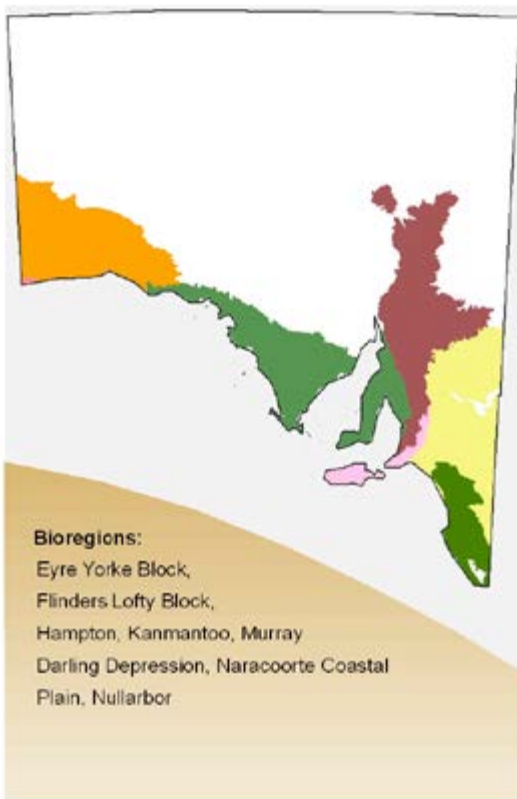 Bioregions:
Eyre Yorke Block,
Flinders Lofty Block,
Hampton, Kanmantoo, Murray
Darling Depression, Naracoorte Coastal
Plain, Nullarbor